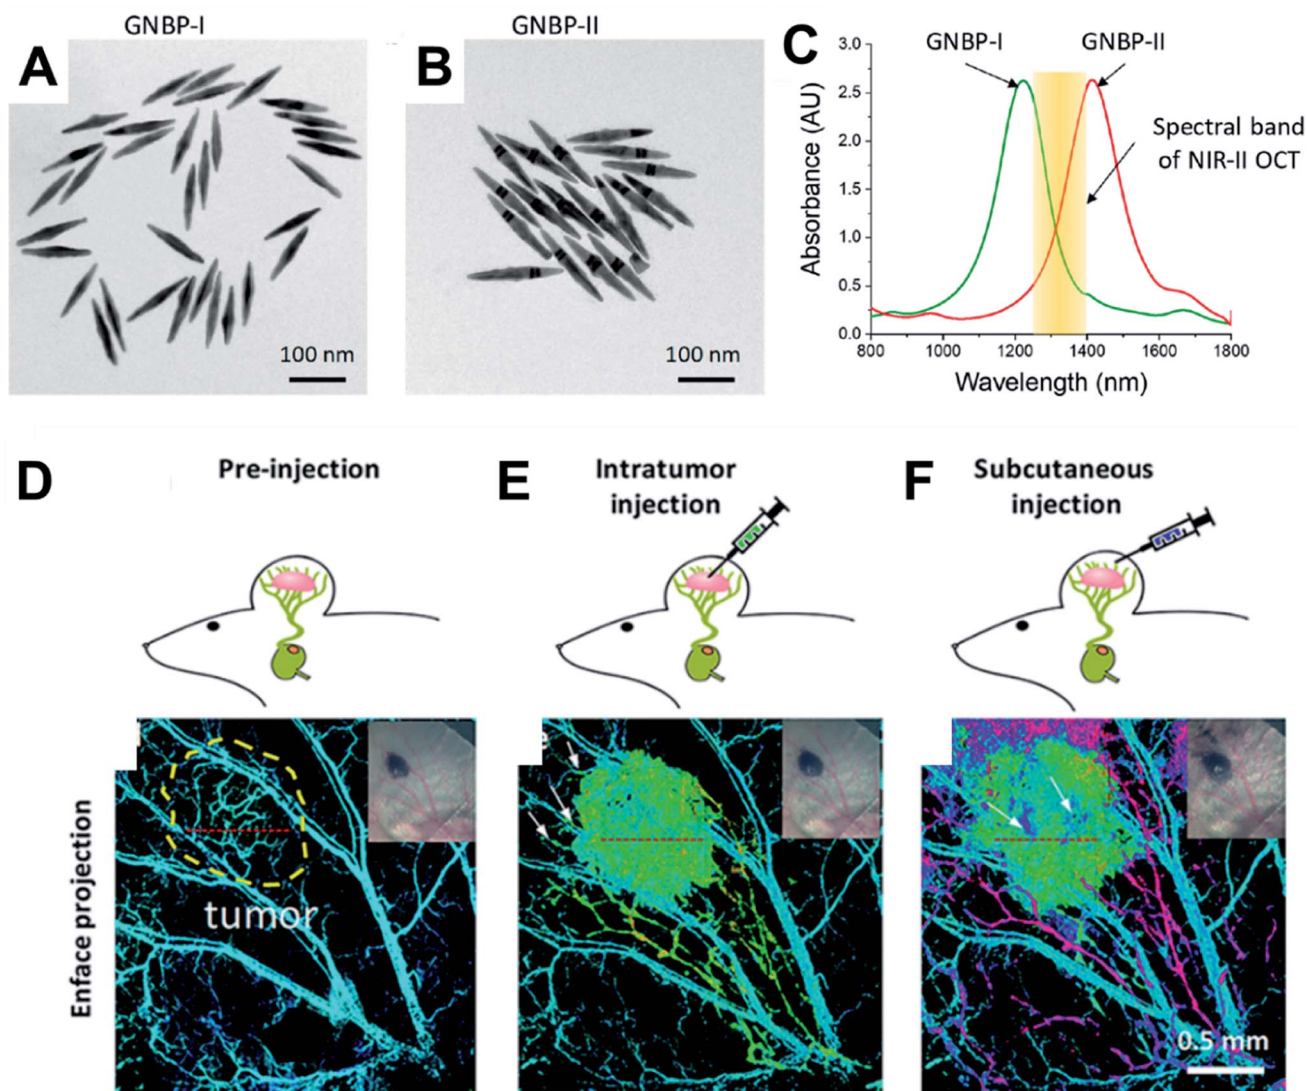 GNBP-I
GNBP-II
A
B
C
100 nm
100 nm
GNBP-I
GNBP-II
Spectral band
of NIR-II OCT
Absorbance (AU)
3.0
2.5
2.0
1.5
1.0
0.5
0.0
800 1000 1200 1400 1600 1800
Wavelength (nm)
D
Pre-injection
E
Intratumor
injection
F
Subcutaneous
injection
Enface projection
tumor
0.5 mm